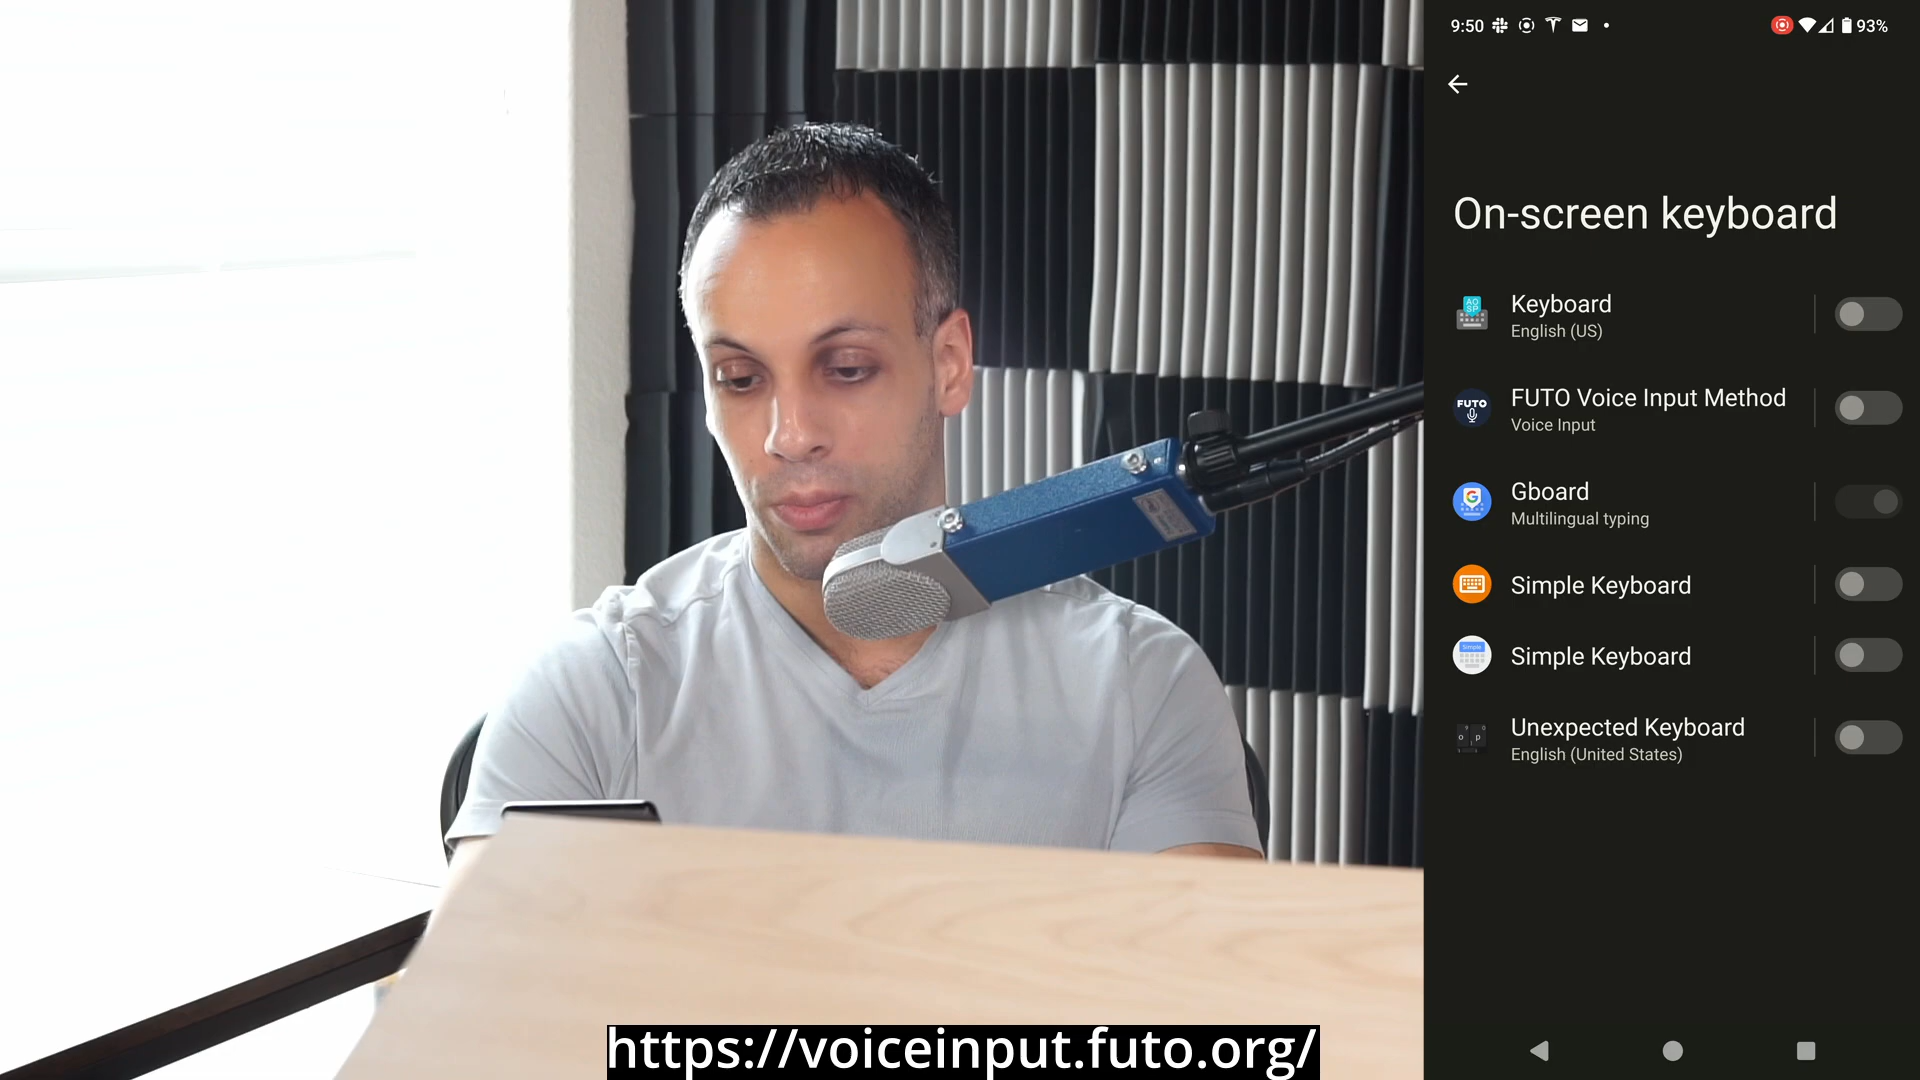 9:50
93%
On-screen keyboard
Keyboard
English (US)
FUTO Voice Input Method
Voice Input
Gboard
Multilingual typing
Simple Keyboard
Simple Keyboard
Unexpected Keyboard
English (United States)
https://voiceinput.futo.org/